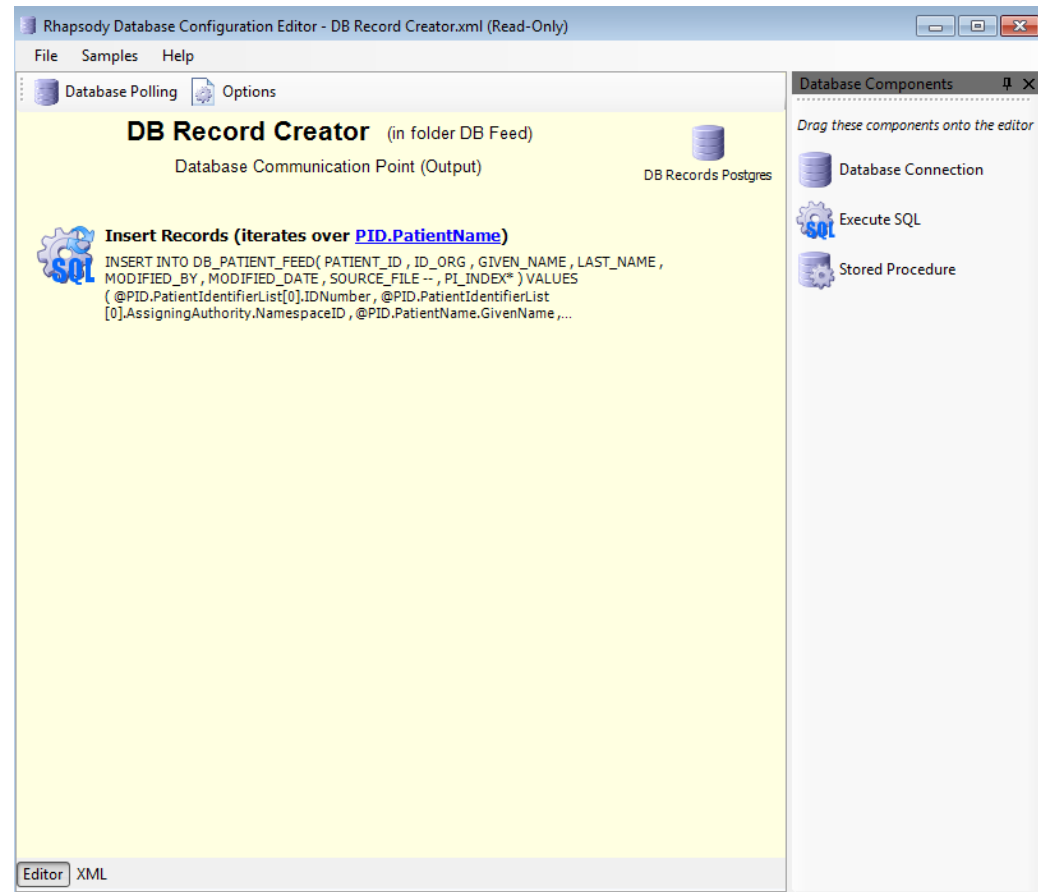 Rhapsody Database Configuration Editor - DB Record Creator.xml (Read-Only)
File Samples Help
Database Polling Options
DB Record Creator (in folder DB Feed)
Database Communication Point (Output)
DB Records Postgres
Insert Records (iterates over PID.PatientName)
INSERT INTO DB_PATIENT_FEED( PATIENT_ID , ID_ORG , GIVEN_NAME , LAST_NAME ,
MODIFIED_BY , MODIFIED_DATE , SOURCE_FILE -- , PI_INDEX* ) VALUES
( @PID.PatientIdentifierList[0].IDNumber , @PID.PatientIdentifierList
[0].AssigningAuthority.NamespaceID , @PID.PatientName.GivenName ,...
Database Components
Drag these components onto the editor
Database Connection
SQL Execute SQL
Stored Procedure
SQL
Editor XML